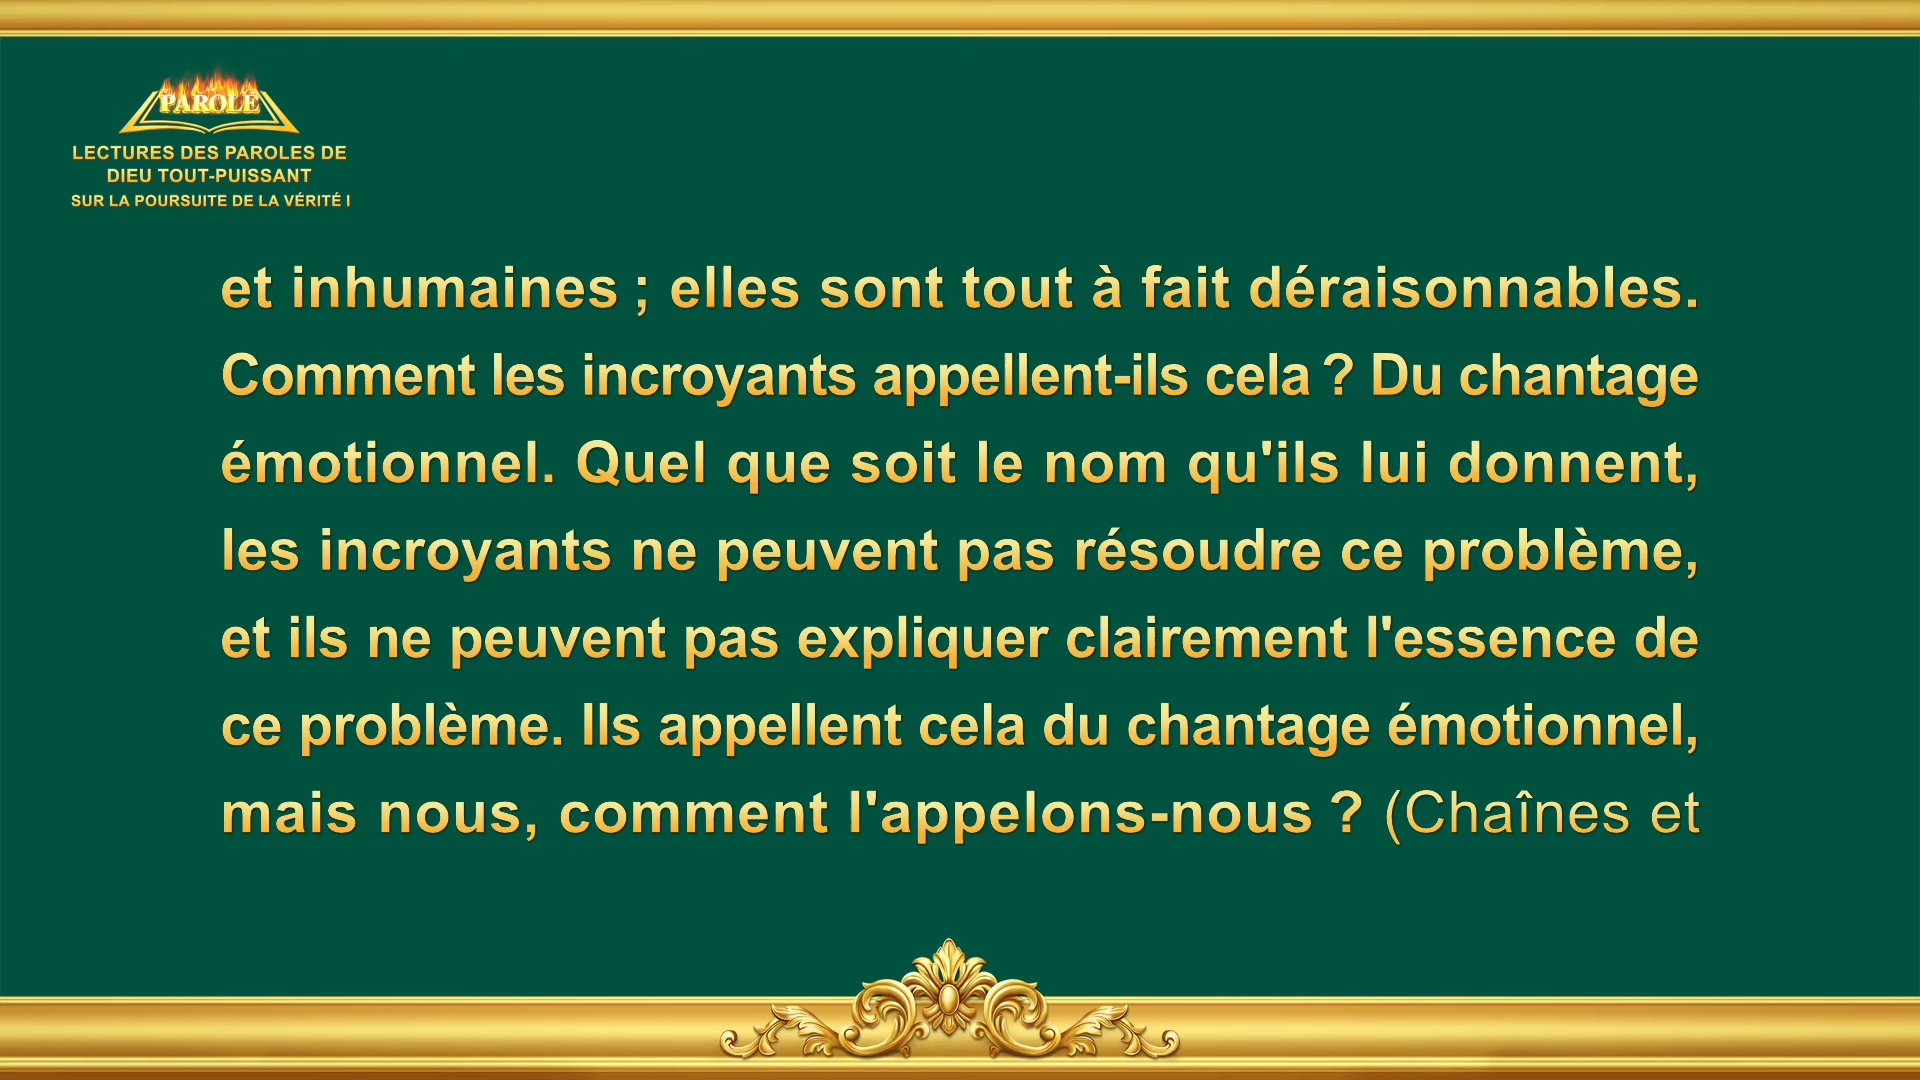 PAROLE
LECTURES DES PAROLES DE
DIEU TOUT-PUISSANT
SUR LA POURSUITE DE LA VÉRITÉ I
et inhumaines ; elles sont tout à fait déraisonnables.
Comment les incroyants appellent-ils cela ? Du chantage
émotionnel. Quel que soit le nom qu'ils lui donnent,
les incroyants ne peuvent pas résoudre ce problème,
et ils ne peuvent pas expliquer clairement l'essence de
ce problème. Ils appellent cela du chantage émotionnel,
mais nous, comment l'appelons-nous ? (Chaînes et